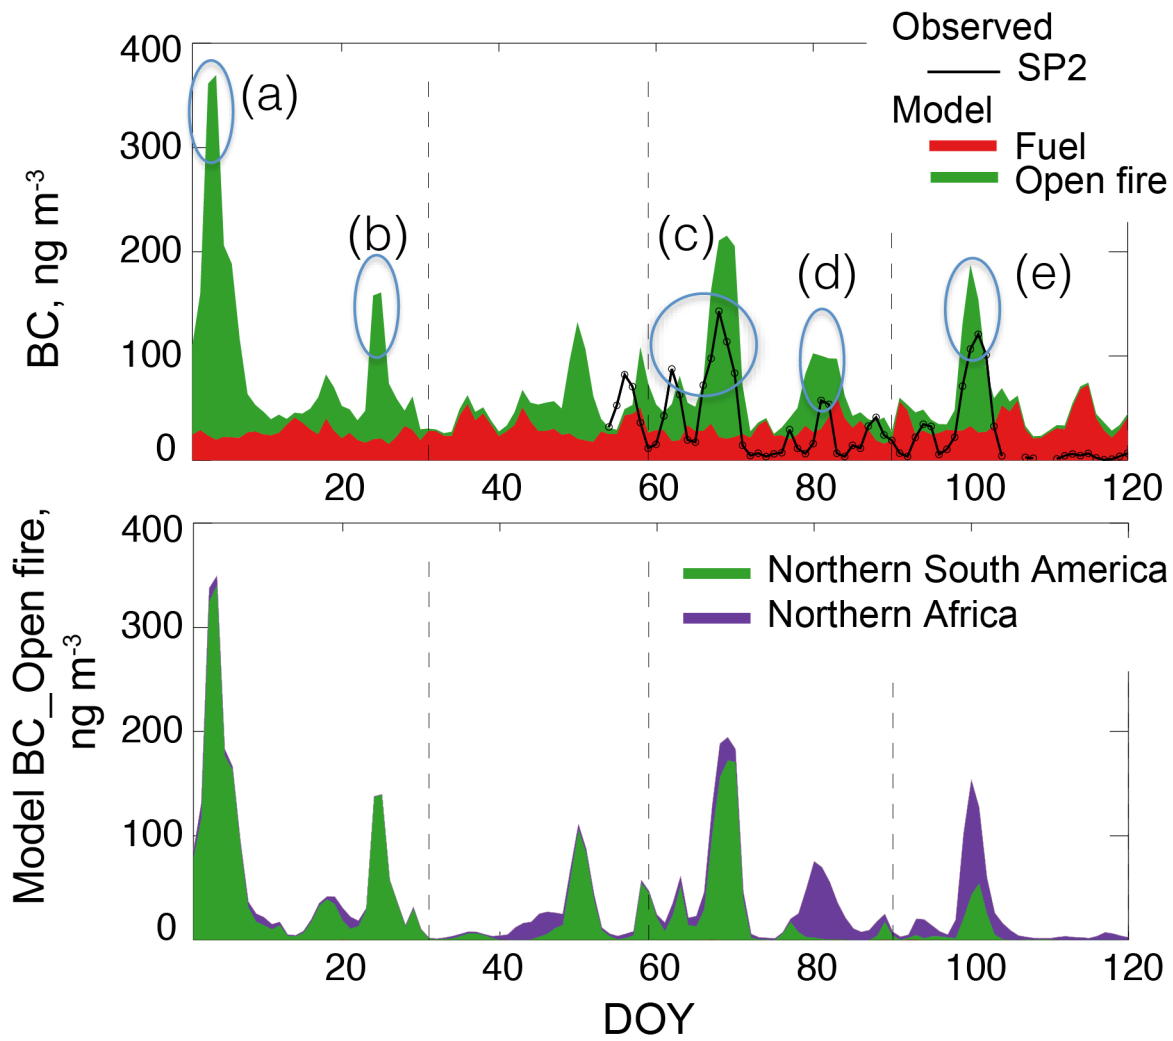 Observed
SP2
Model
Fuel
Open fire
BC, ng m-3
400
300
200
100
0
(a)
(b)
(c)
(d)
(e)
20
40
60
80
100
120
Model BC_Open fire,
ng m-3
400
300
200
100
0
Northern South America
Northern Africa
20
40
60
80
100
120
DOY